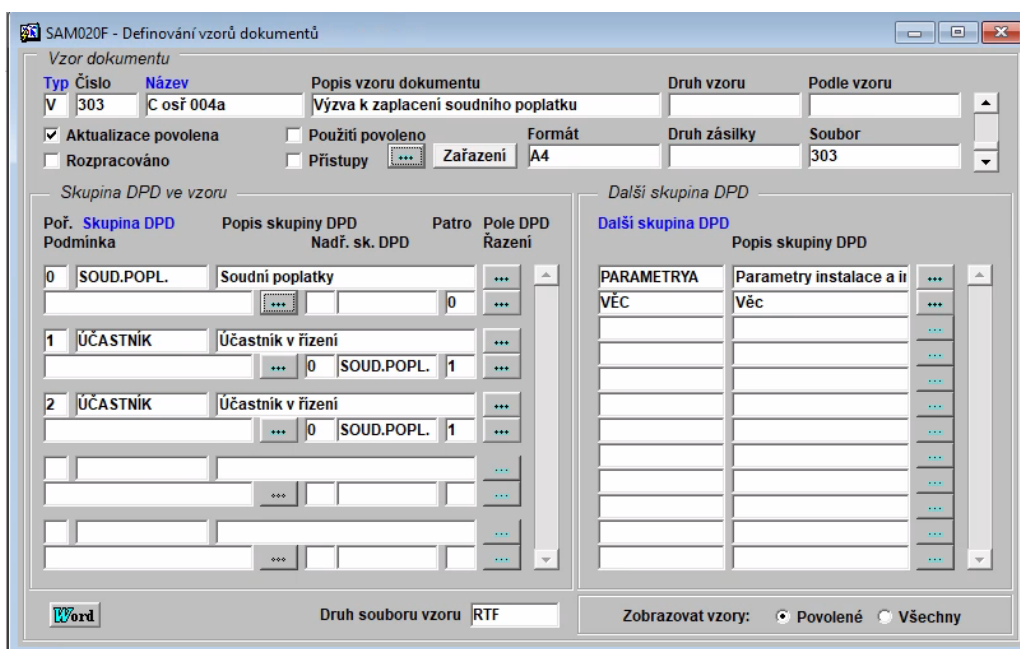 SAM020F - Definování vzorů dokumentů
Vzor dokumentu
Typ Číslo Název Popis vzoru dokumentu Druh vzoru Podle vzoru
V 303 C osř 004a Výzva k zaplacení soudního poplatku
Aktualizace povolena Použití povoleno Formát Druh zásilky Soubor
Rozpracováno Přístupy ... Zařazení A4 303
Skupina DPD ve vzoru Další skupina DPD
Poř. Skupina DPD Popis skupiny DPD Patro Pole DPD Další skupina DPD
Podmínka Nadř. sk. DPD Řazení Popis skupiny DPD
0 SOUD.POPL. Soudní poplatky ... PARAMETRYA Parametry instalace a in ...
... 0 ... VĚC Věc ...
1 ÚČASTNÍK Účastník v řízení ...
... 0 SOUD.POPL. 1 ...
2 ÚČASTNÍK Účastník v řízení ...
... 0 SOUD.POPL. 1 ...
Word Druh souboru vzoru RTF Zobrazovat vzory: Povolené Všechny